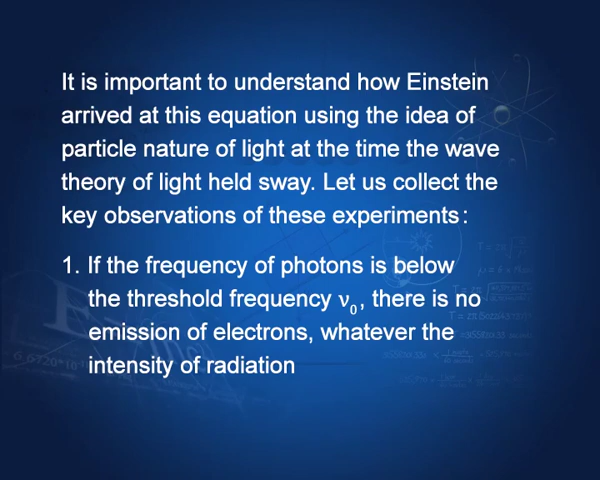 It is important to understand how Einstein
arrived at this equation using the idea of
particle nature of light at the time the wave
theory of light held sway. Let us collect the
key observations of these experiments:
1. If the frequency of photons is below
the threshold frequency ν₀, there is no
emission of electrons, whatever the
intensity of radiation